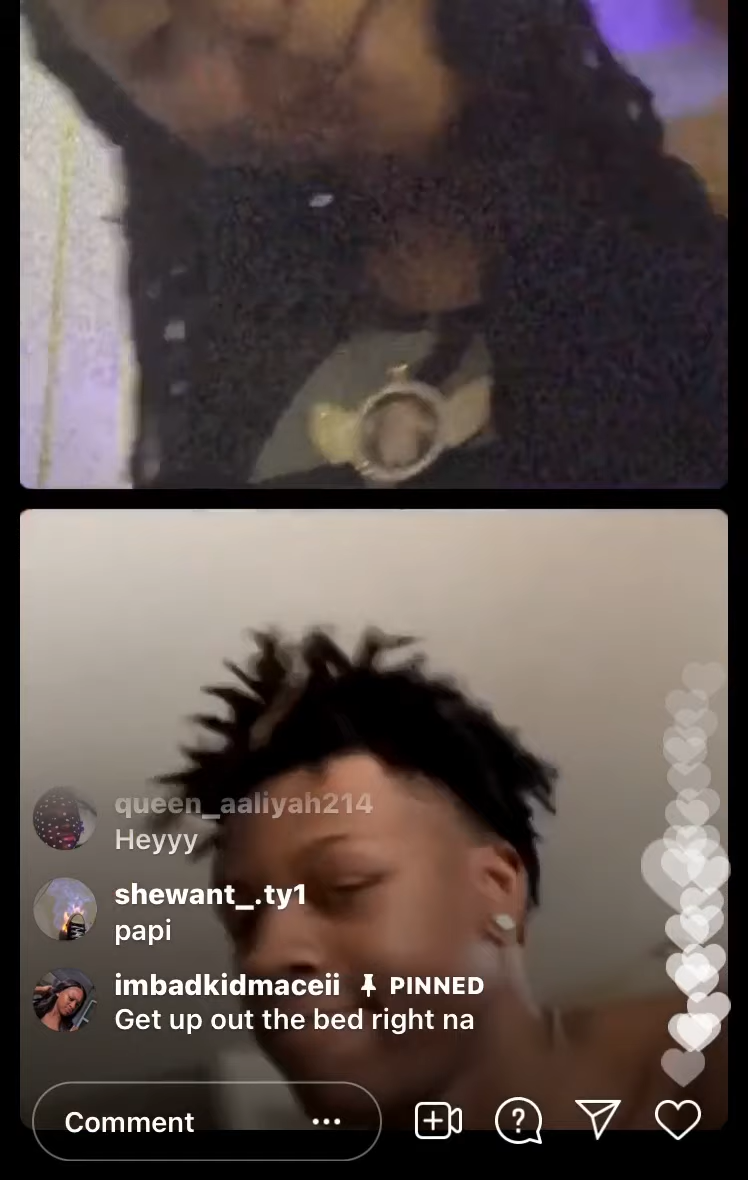 queen_aaliyah214
Heyyy
shewant_.ty1
papi
imbadkidmaceii PINNED
Get up out the bed right na
Comment